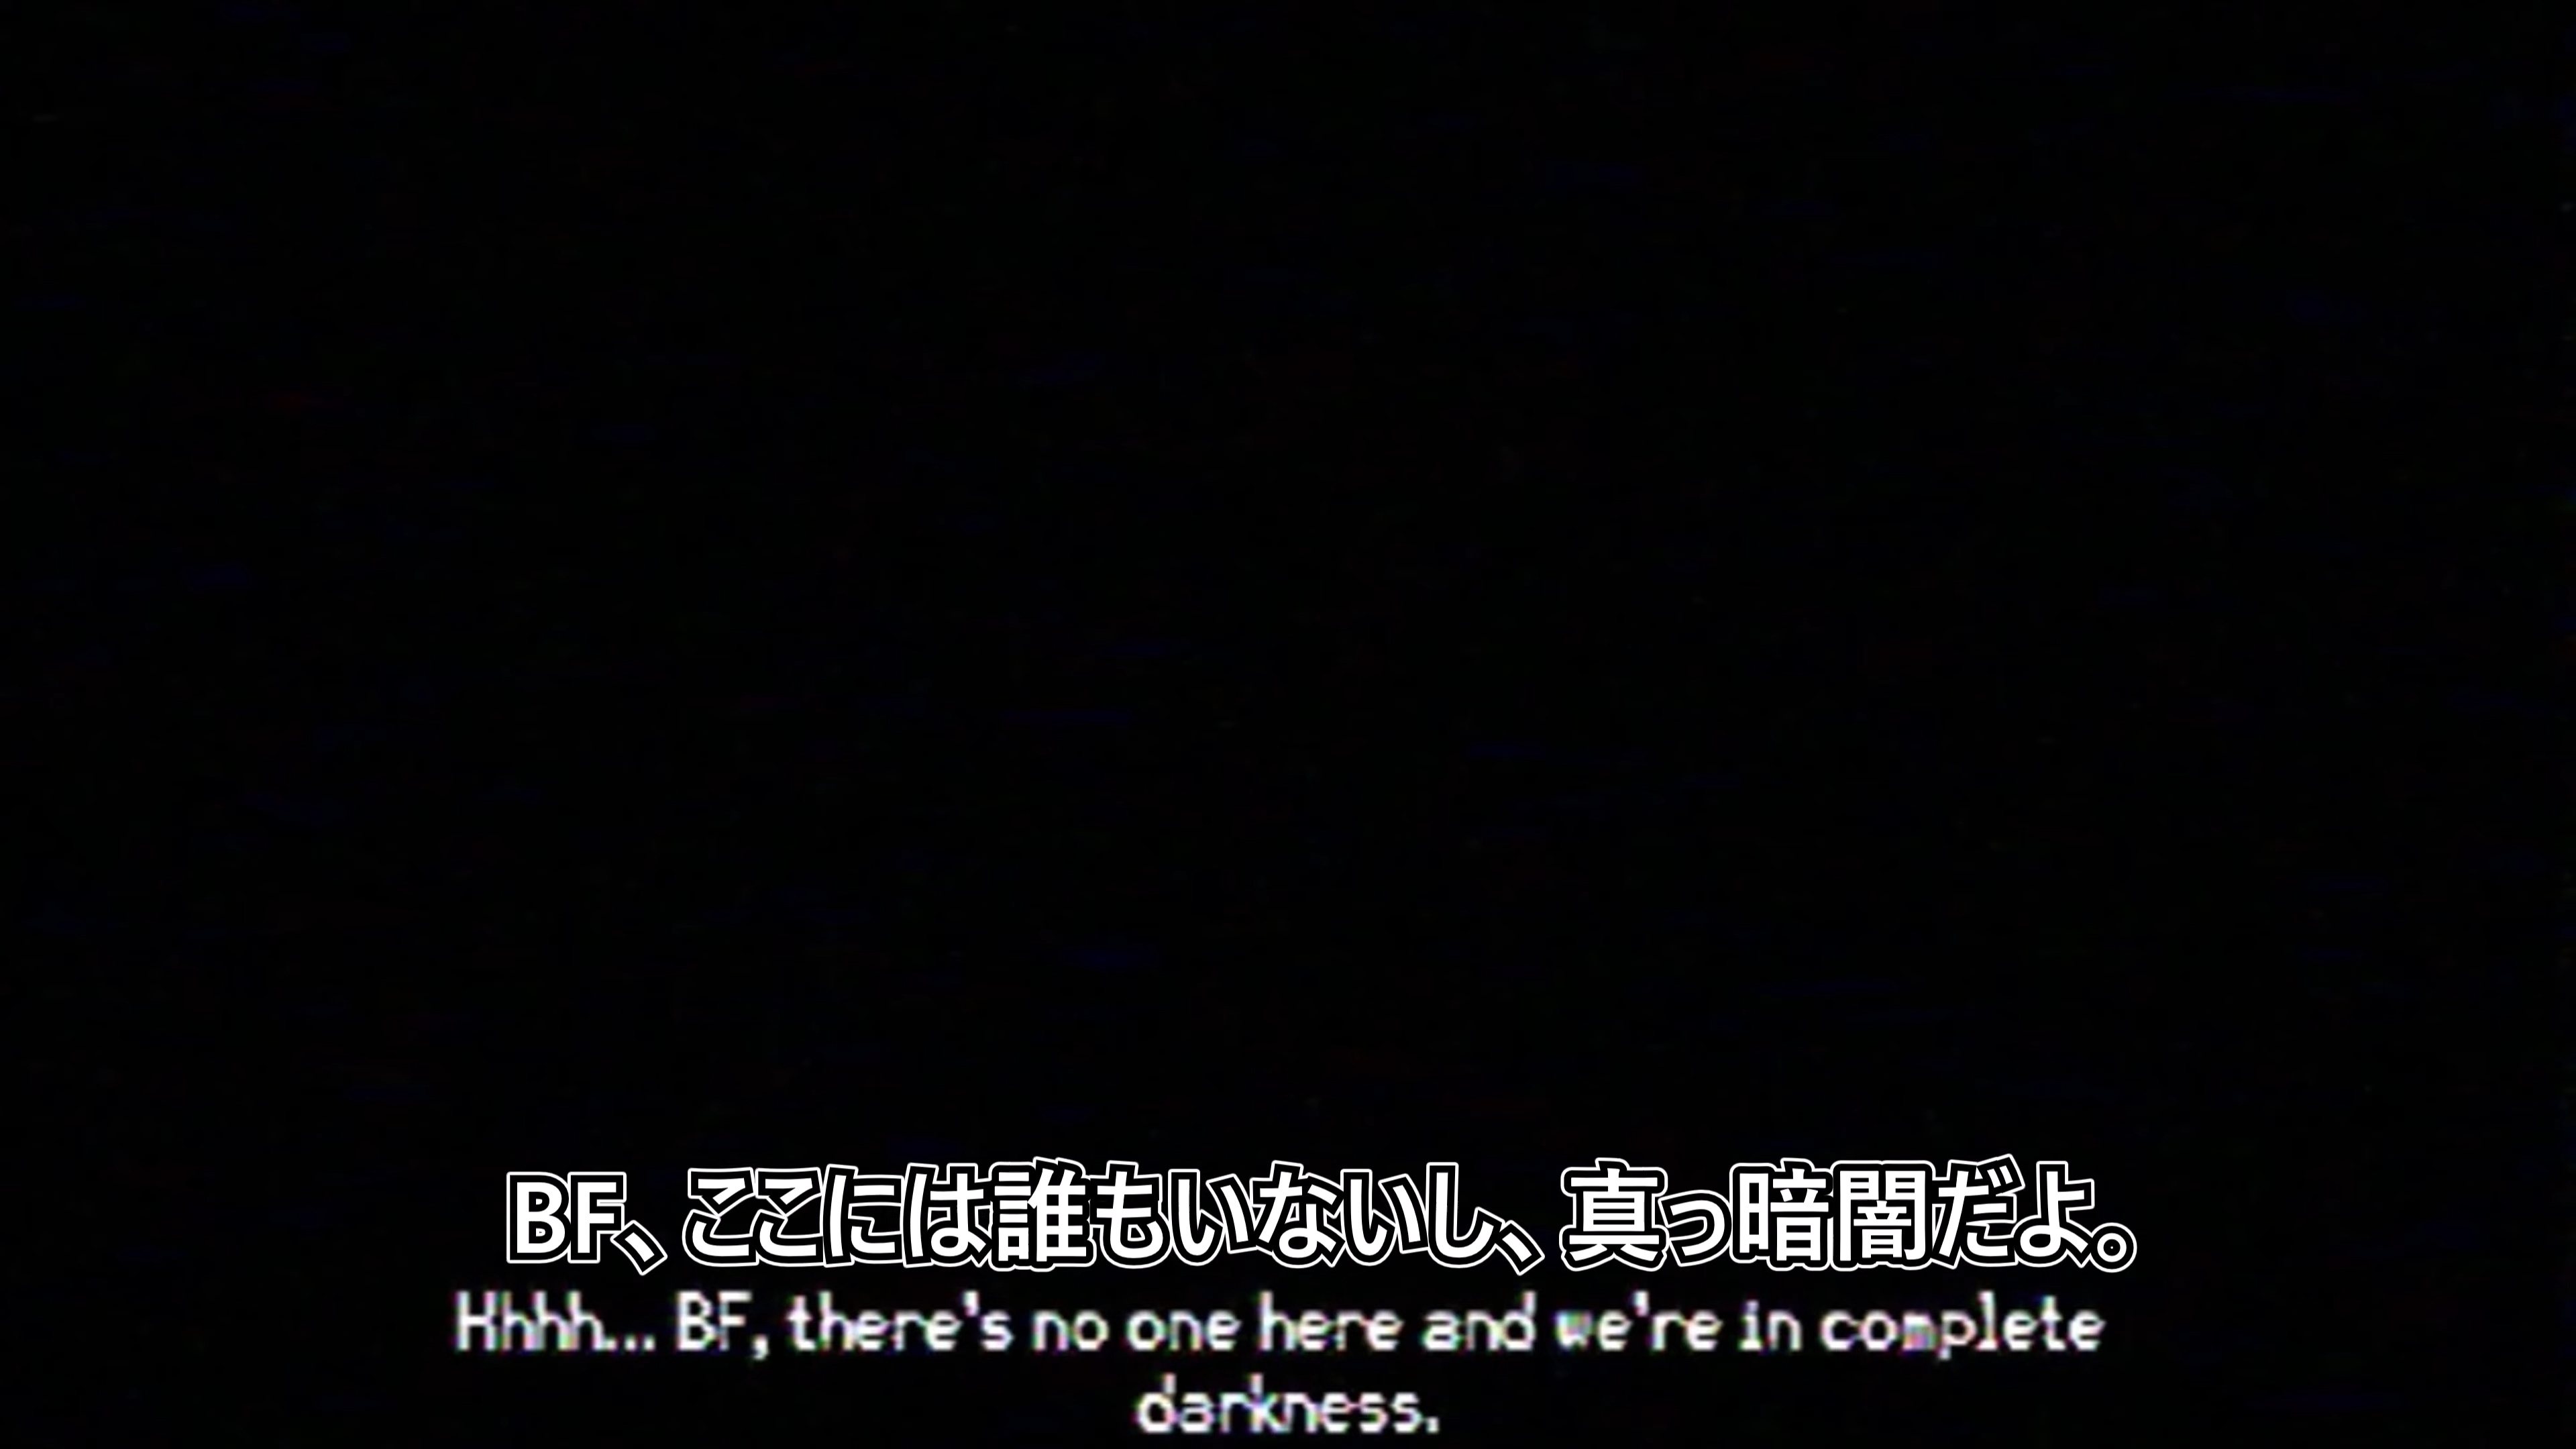 BF、ここには誰もいないし、真っ暗闇だよ。
Hhhh... BF, there's no one here and we're in complete
darkness.